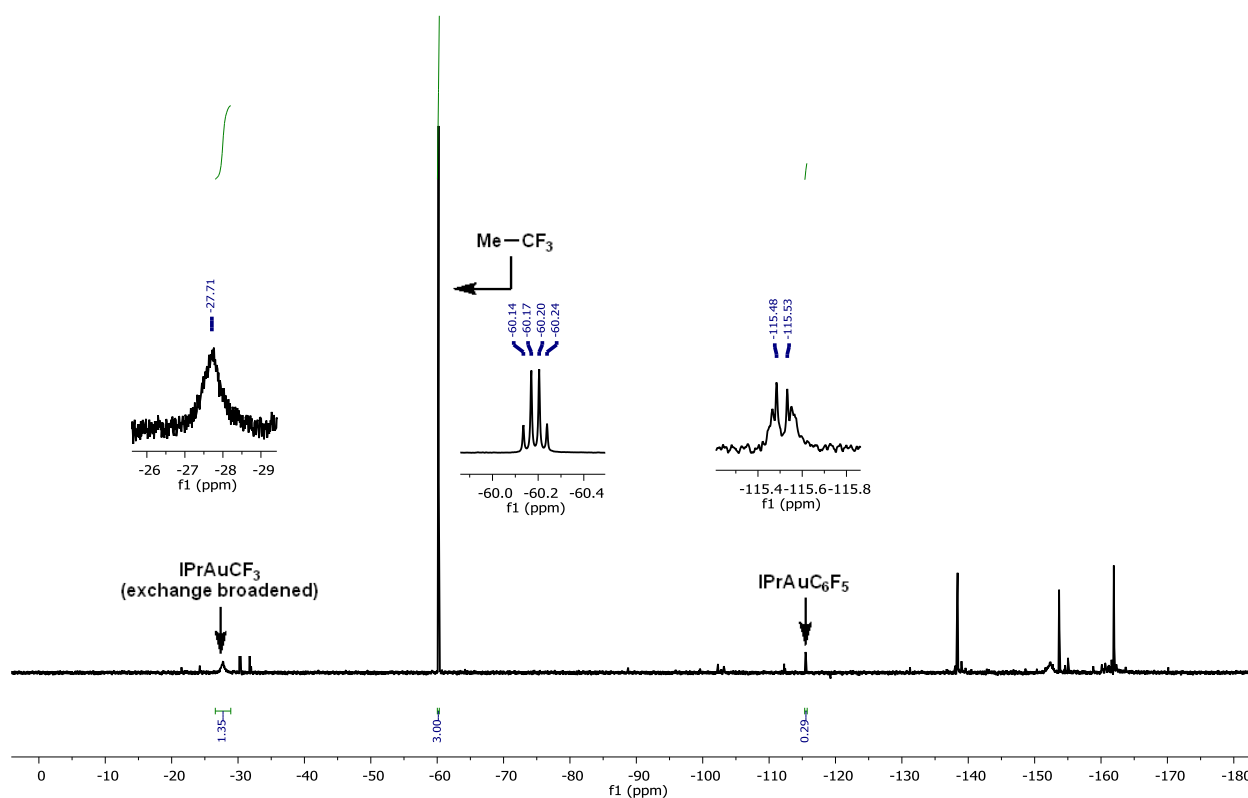 Me—CF3
-27.71
-60.14
-60.17
-60.20
-60.24
-115.48
-115.53
-26 -27 -28 -29
f1 (ppm)
-60.0 -60.2 -60.4
f1 (ppm)
-115.4 -115.6 -115.8
f1 (ppm)
IPrAuCF3
(exchange broadened)
IPrAuC6F5
1.35
3.00
0.29
0 -10 -20 -30 -40 -50 -60 -70 -80 -90 -100 -110 -120 -130 -140 -150 -160 -170 -180
f1 (ppm)